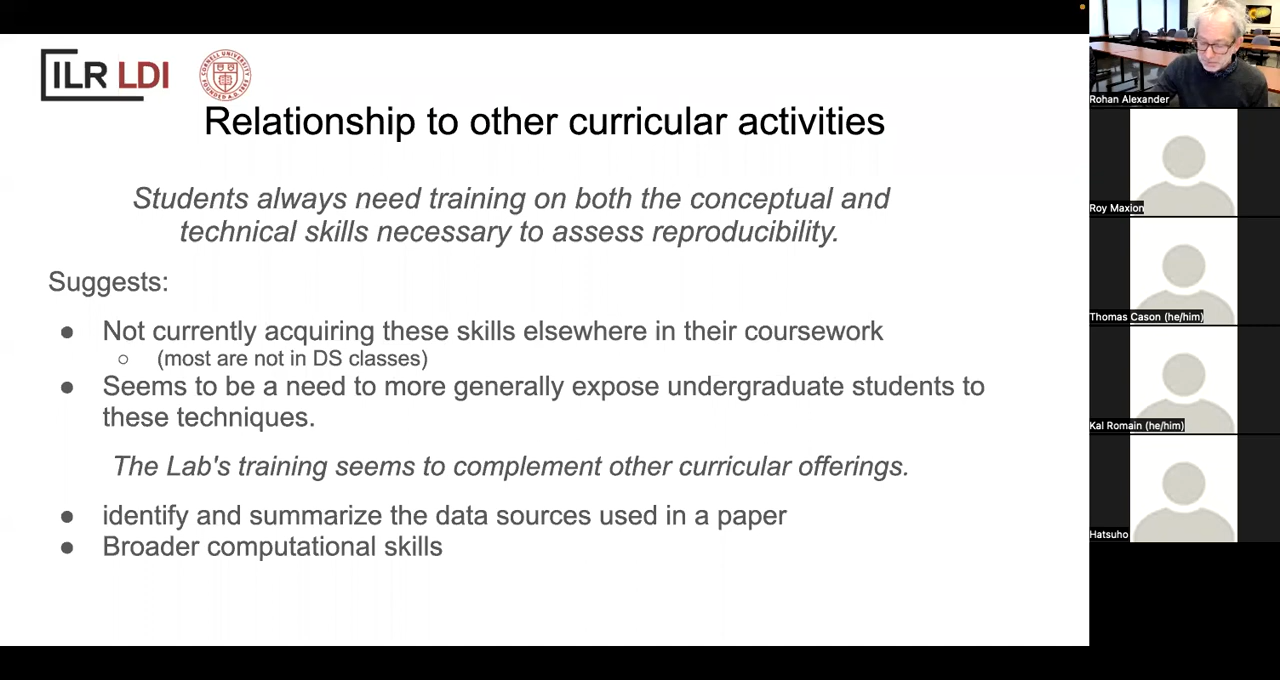 ILR LDI
CORNELL UNIVERSITY
FOUNDED A.D. 1865
Relationship to other curricular activities
Students always need training on both the conceptual and
technical skills necessary to assess reproducibility.
Suggests:
● Not currently acquiring these skills elsewhere in their coursework
○ (most are not in DS classes)
● Seems to be a need to more generally expose undergraduate students to
these techniques.
The Lab's training seems to complement other curricular offerings.
● identify and summarize the data sources used in a paper
● Broader computational skills
Rohan Alexander
Roy Maxion
Thomas Cason (he/him)
Kal Romain (he/him)
Hatsuho